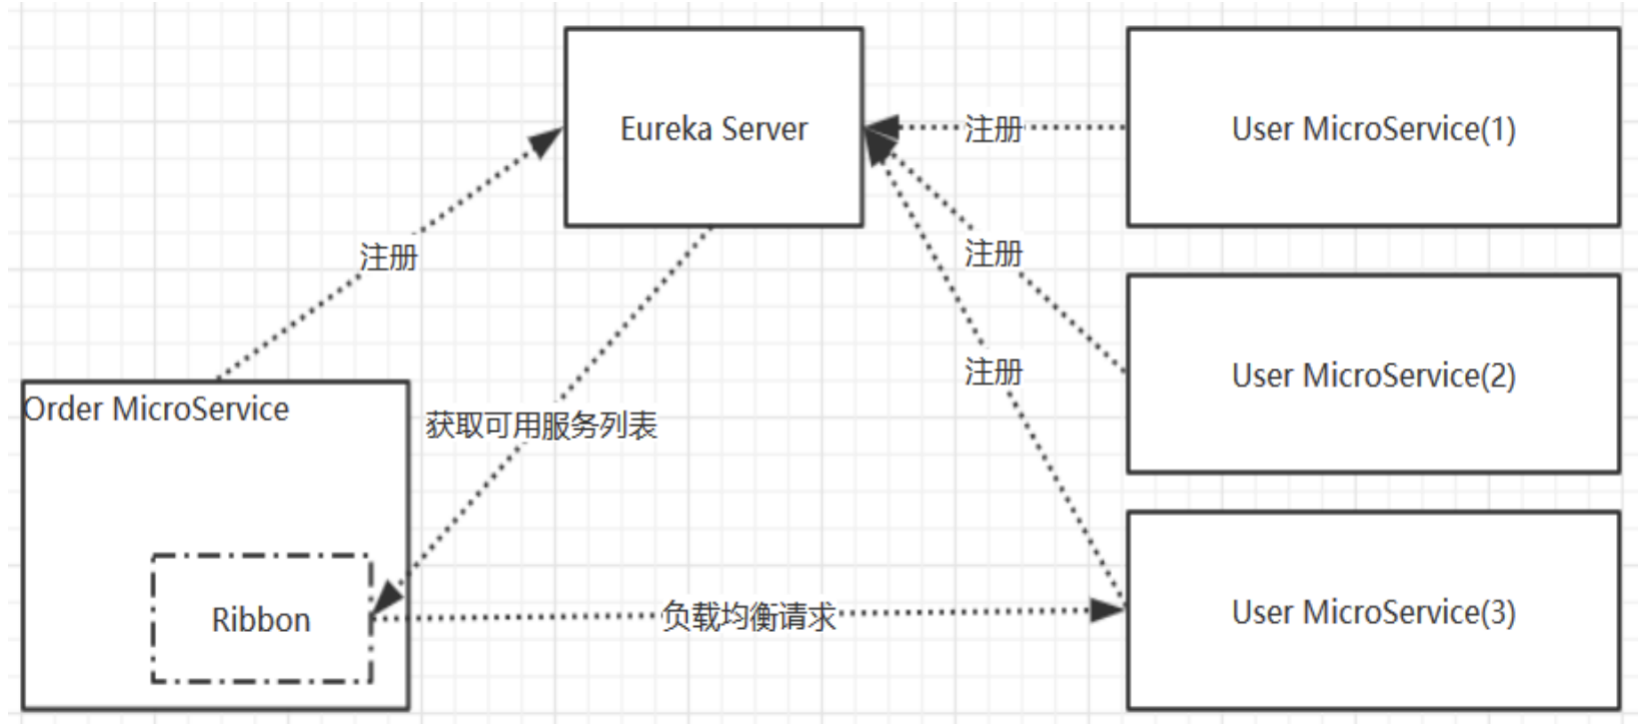 Eureka Server
注册
User MicroService(1)
注册
注册
User MicroService(2)
注册
Order MicroService
获取可用服务列表
Ribbon
负载均衡请求
User MicroService(3)